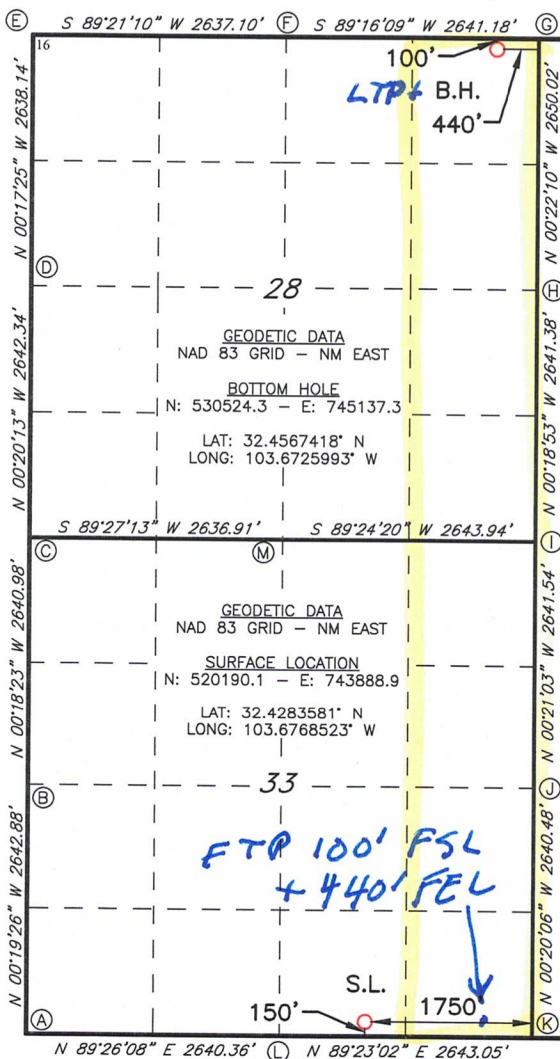 E S 89°21'10" W 2637.10' F S 89°16'09" W 2641.18' G
16
100'
LTP+ B.H.
440'
N 00°17'25" W 2638.14'
N 00°22'10" W 2650.02'
D
28
H
GEODETIC DATA
NAD 83 GRID – NM EAST
BOTTOM HOLE
N: 530524.3 – E: 745137.3
LAT: 32.4567418° N
LONG: 103.6725993° W
N 00°20'13" W 2642.34'
N 00°18'53" W 2641.38'
S 89°27'13" W 2636.91' S 89°24'20" W 2643.94' I
C M
GEODETIC DATA
NAD 83 GRID – NM EAST
SURFACE LOCATION
N: 520190.1 – E: 743888.9
LAT: 32.4283581° N
LONG: 103.6768523° W
N 00°18'23" W 2640.98'
N 00°21'03" W 2641.54'
33
B J
FTP 100' FSL
+ 440' FEL
N 00°19'26" W 2642.88'
N 00°20'06" W 2640.48'
S.L.
150' 1750'
A K
N 89°26'08" E 2640.36' L N 89°23'02" E 2643.05'